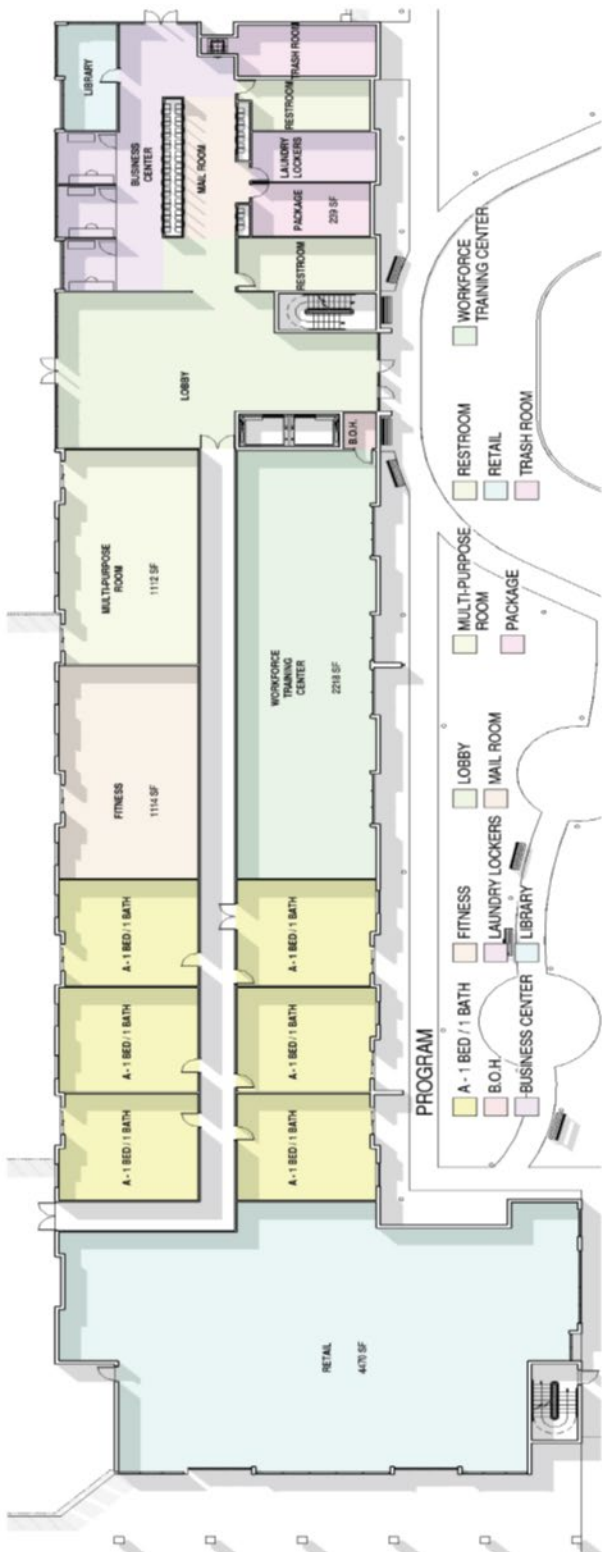 LIBRARY
BUSINESS
CENTER
MAIL ROOM
TRASH ROOM
RESTROOM
LAUNDRY
LOCKERS
PACKAGE
239 SF
RESTROOM
LOBBY
B.O.H.
MULTI-PURPOSE
ROOM
1112 SF
WORKFORCE
TRAINING
CENTER
2218 SF
FITNESS
1114 SF
A - 1 BED / 1 BATH
A - 1 BED / 1 BATH
A - 1 BED / 1 BATH
A - 1 BED / 1 BATH
A - 1 BED / 1 BATH
A - 1 BED / 1 BATH
RETAIL
4470 SF
PROGRAM
A - 1 BED / 1 BATH
B.O.H.
BUSINESS CENTER
FITNESS
LAUNDRY LOCKERS
LIBRARY
LOBBY
MAIL ROOM
MULTI-PURPOSE
ROOM
PACKAGE
RESTROOM
RETAIL
TRASH ROOM
WORKFORCE
TRAINING CENTER